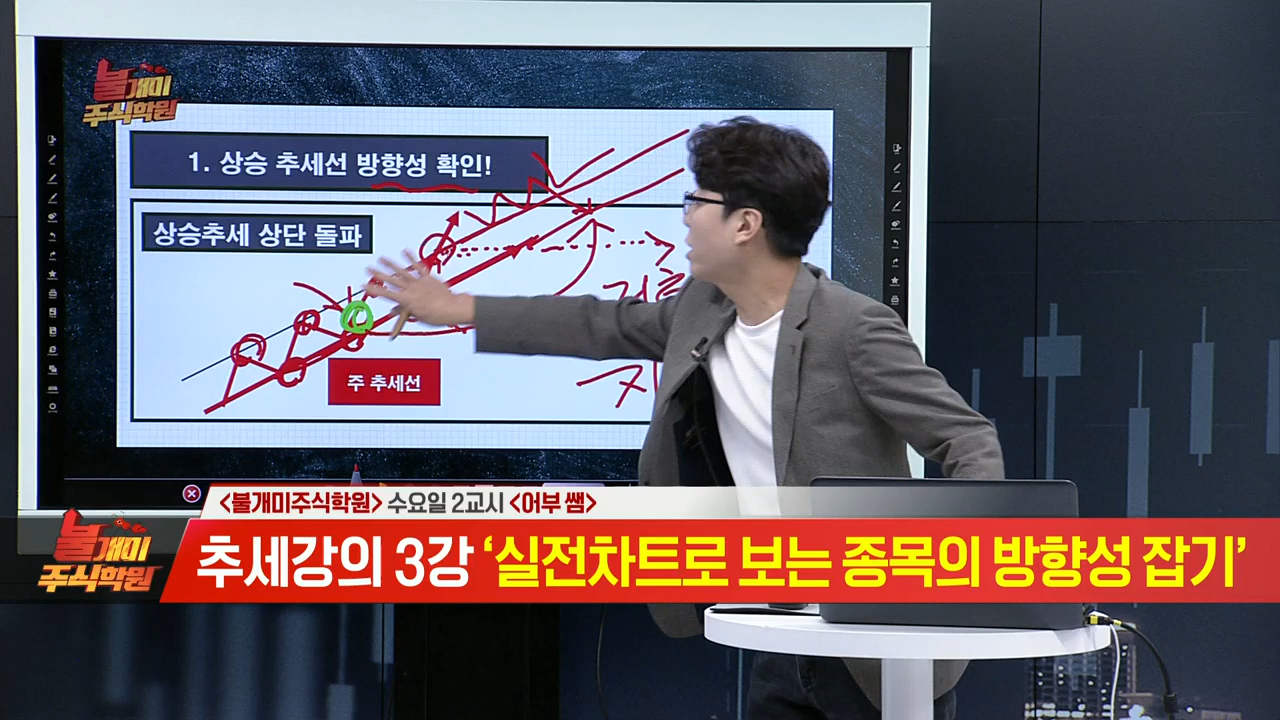 불개미
주식학원
1. 상승 추세선 방향성 확인!
상승추세 상단 돌파
주 추세선
<불개미주식학원> 수요일 2교시 <어부 쌤>
불개미
주식학원
추세강의 3강 ‘실전차트로 보는 종목의 방향성 잡기’